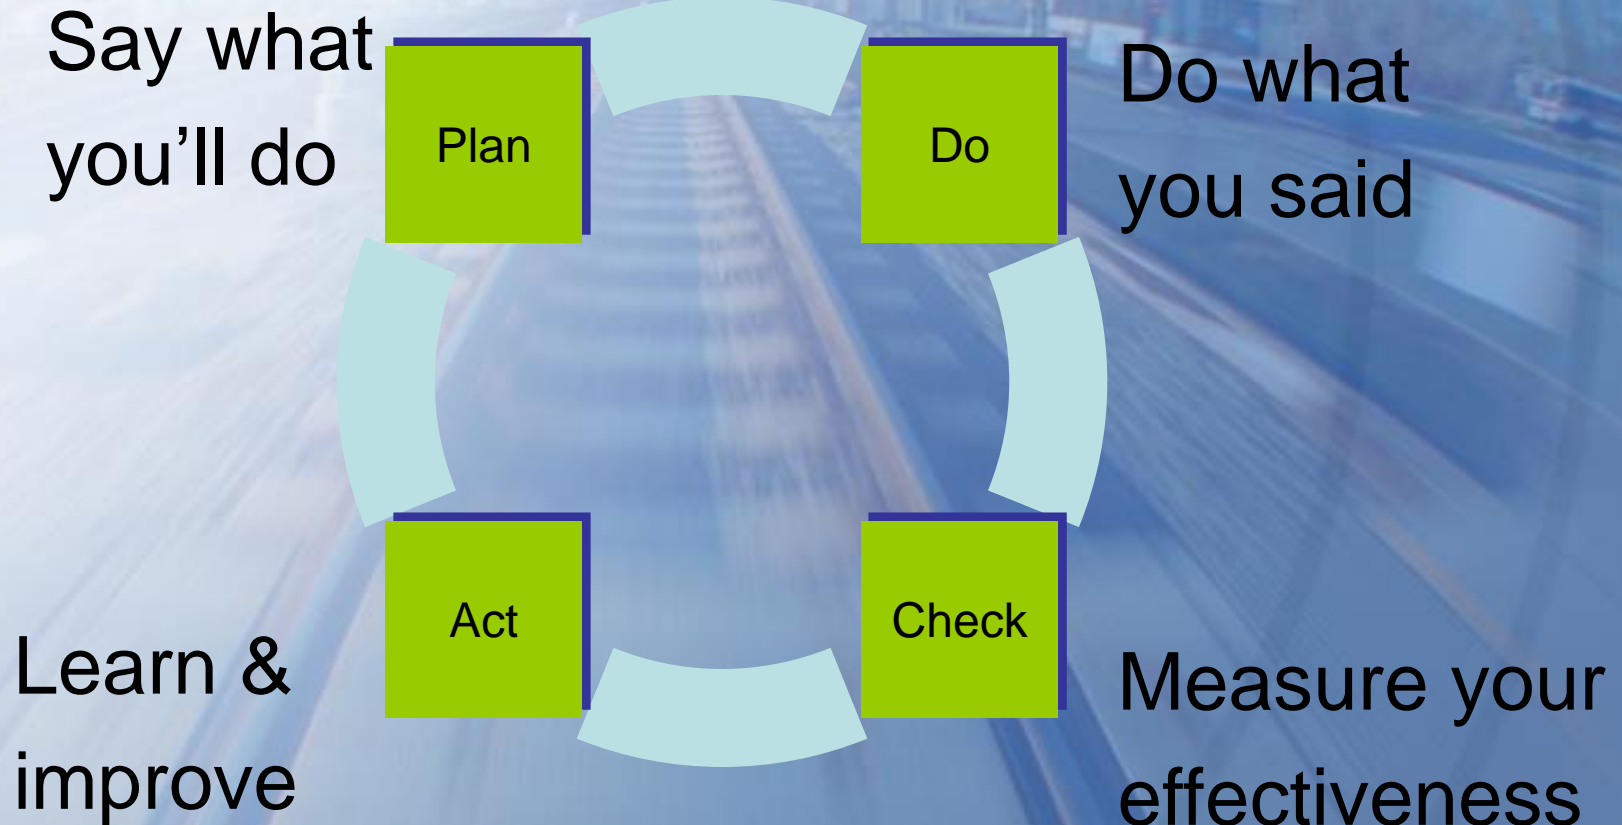 Say what
you’ll do
Plan
Do
Do what
you said
Act
Check
Learn &
improve
Measure your
effectiveness